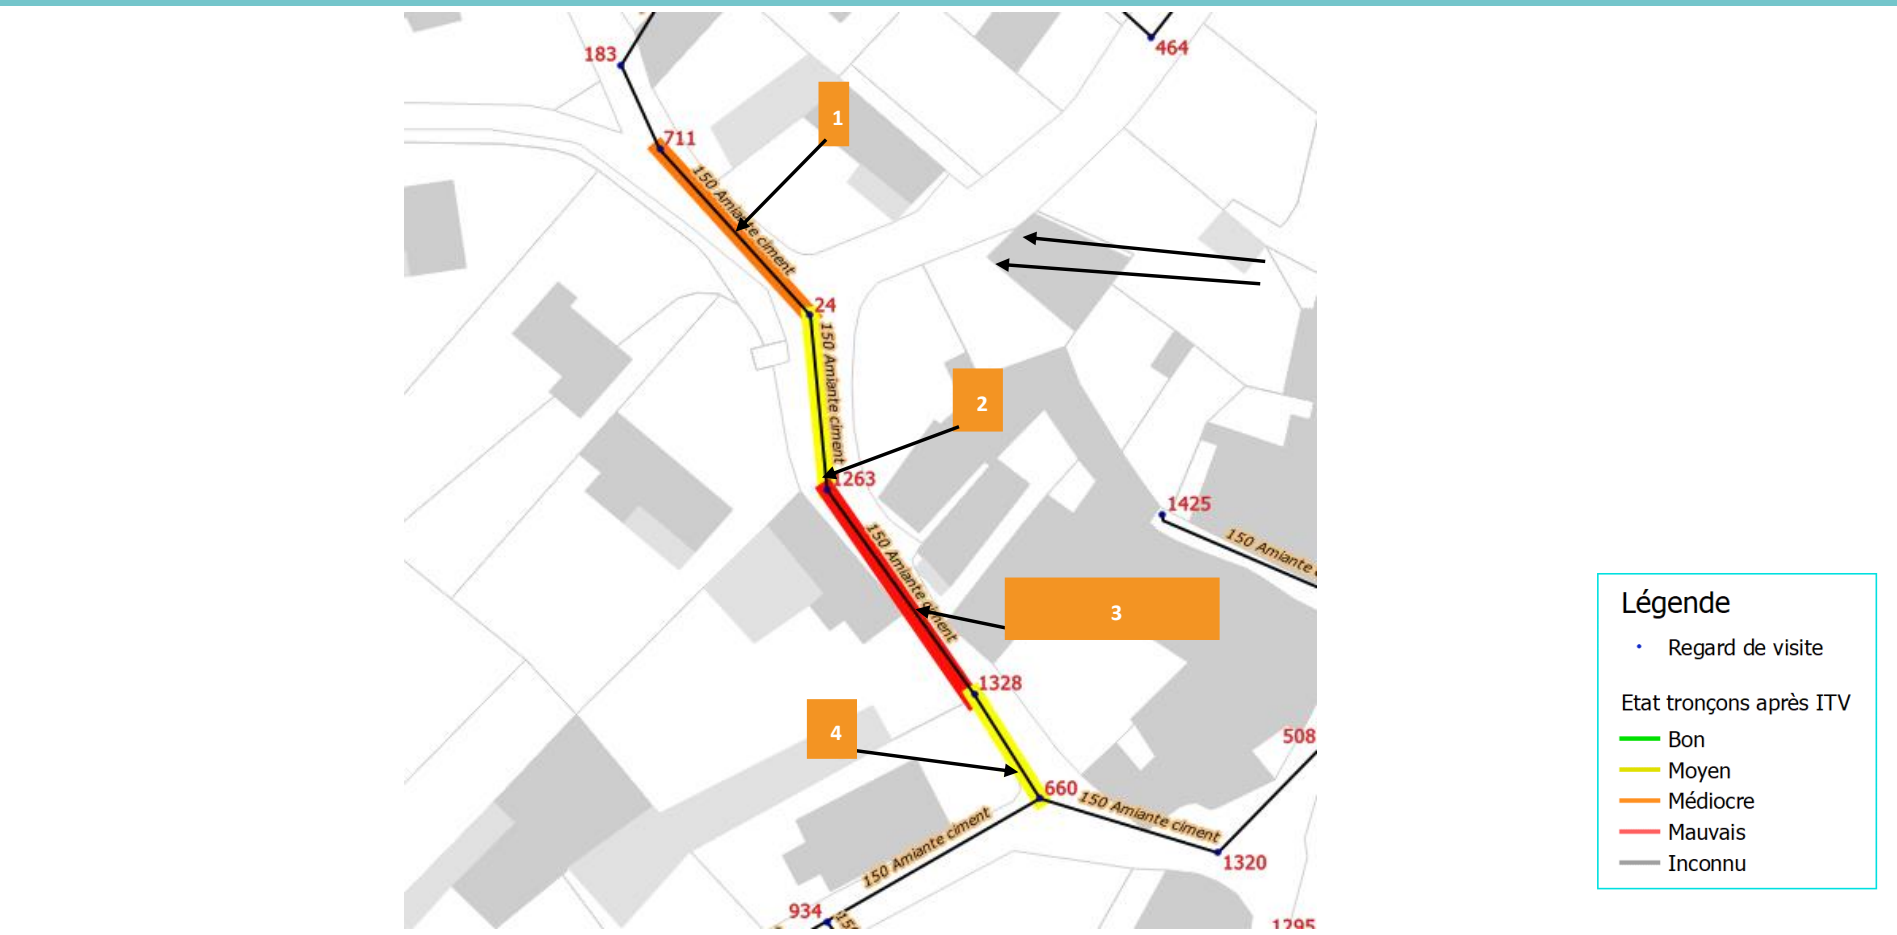 183
464
1
711
150 Amiante ciment
24
150 Amiante ciment
2
1263
1425
150 Amiante
150 Amiante ciment
3
1328
4
508
660
150 Amiante ciment
150 Amiante ciment
1320
934
1295
Légende
Regard de visite
Etat tronçons après ITV
Bon
Moyen
Médiocre
Mauvais
Inconnu